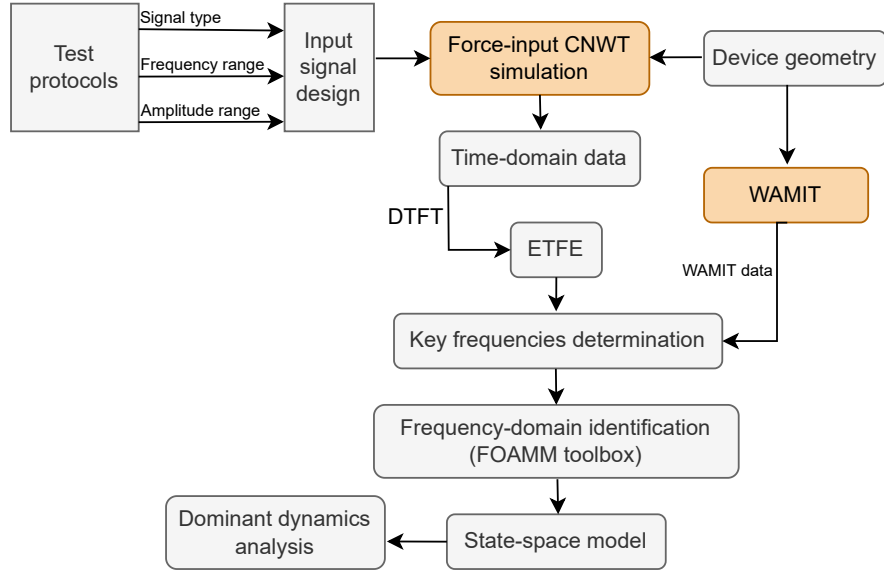 Test
protocols
Signal type
Frequency range
Amplitude range
Input
signal
design
Force-input CNWT
simulation
Device geometry
Time-domain data
WAMIT
DTFT
ETFE
WAMIT data
Key frequencies determination
Frequency-domain identification
(FOAMM toolbox)
Dominant dynamics
analysis
State-space model